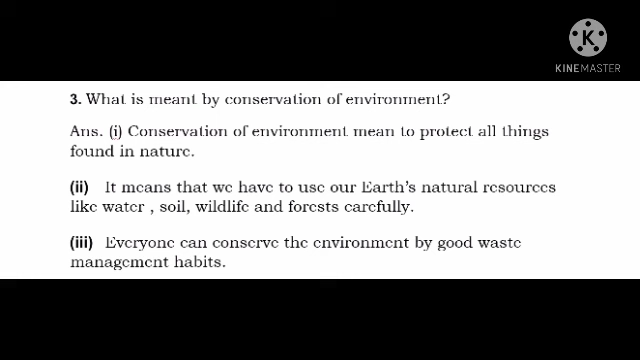 KINEMASTER
3. What is meant by conservation of environment?
Ans. (i) Conservation of environment mean to protect all things
found in nature.
(ii) It means that we have to use our Earth's natural resources
like water , soil, wildlife and forests carefully.
(iii) Everyone can conserve the environment by good waste
management habits.